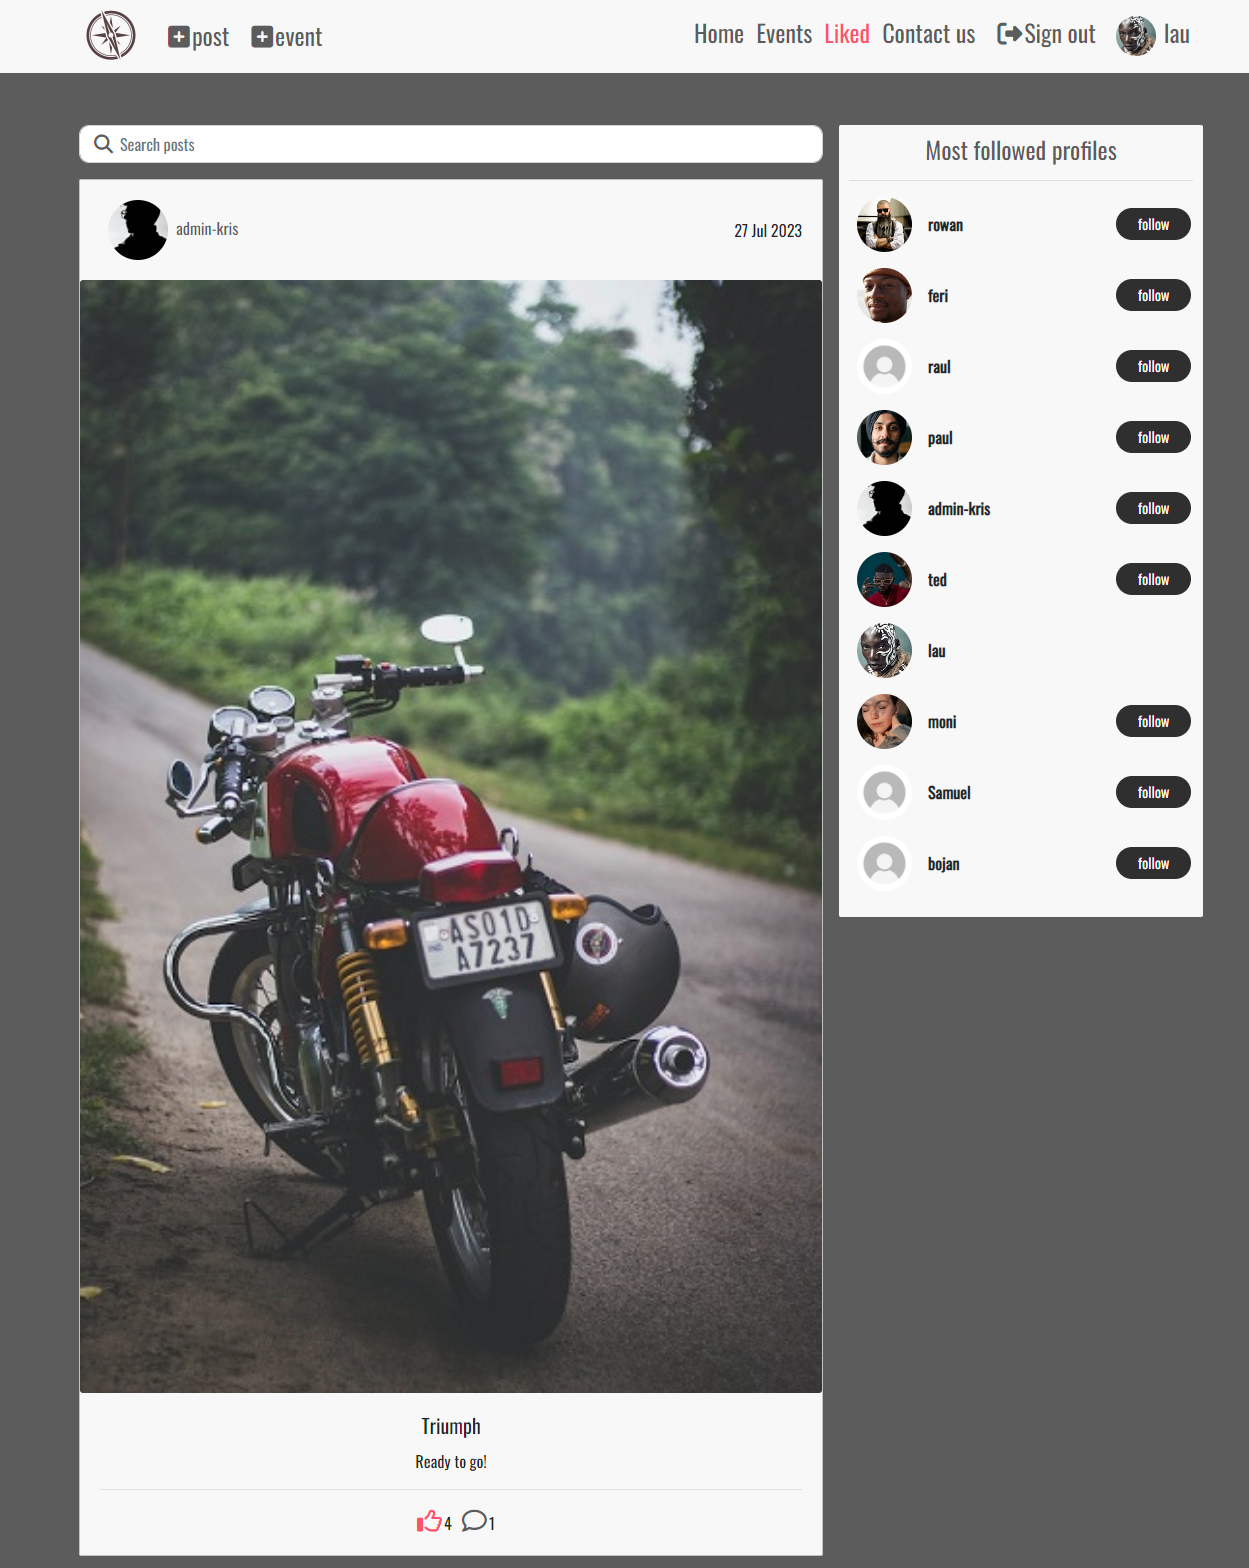 post event Home Events Liked Contact us Sign out lau
Search posts
admin-kris 27 Jul 2023
AS01D
A7237
Triumph
Ready to go!
4 1
Most followed profiles
rowan follow
feri follow
raul follow
paul follow
admin-kris follow
ted follow
lau
moni follow
Samuel follow
bojan follow